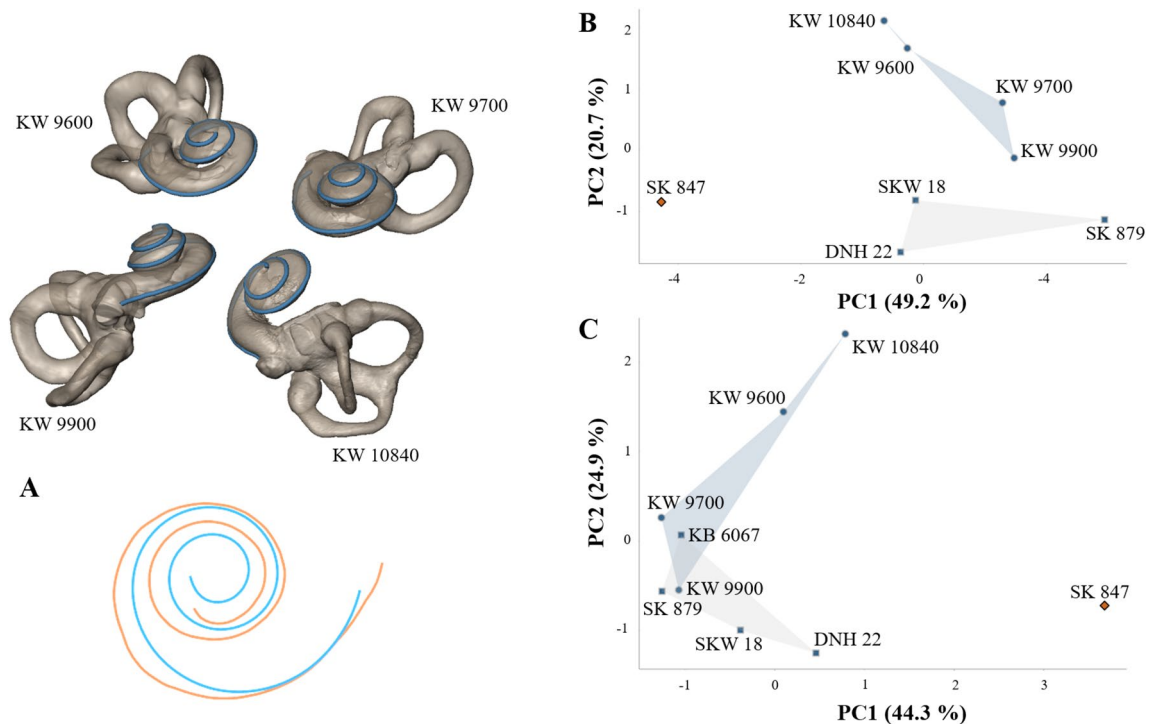 KW 9600
KW 9700
KW 9900
KW 10840
A
B
PC2 (20.7 %)
2
1
0
-1
KW 10840
KW 9600
KW 9700
KW 9900
SK 847
SKW 18
SK 879
DNH 22
-4
-2
0
-4
PC1 (49.2 %)
C
PC2 (24.9 %)
2
1
0
-1
KW 10840
KW 9600
KW 9700
KB 6067
KW 9900
SK 879
SK 847
SKW 18
DNH 22
-1
0
1
2
3
PC1 (44.3 %)